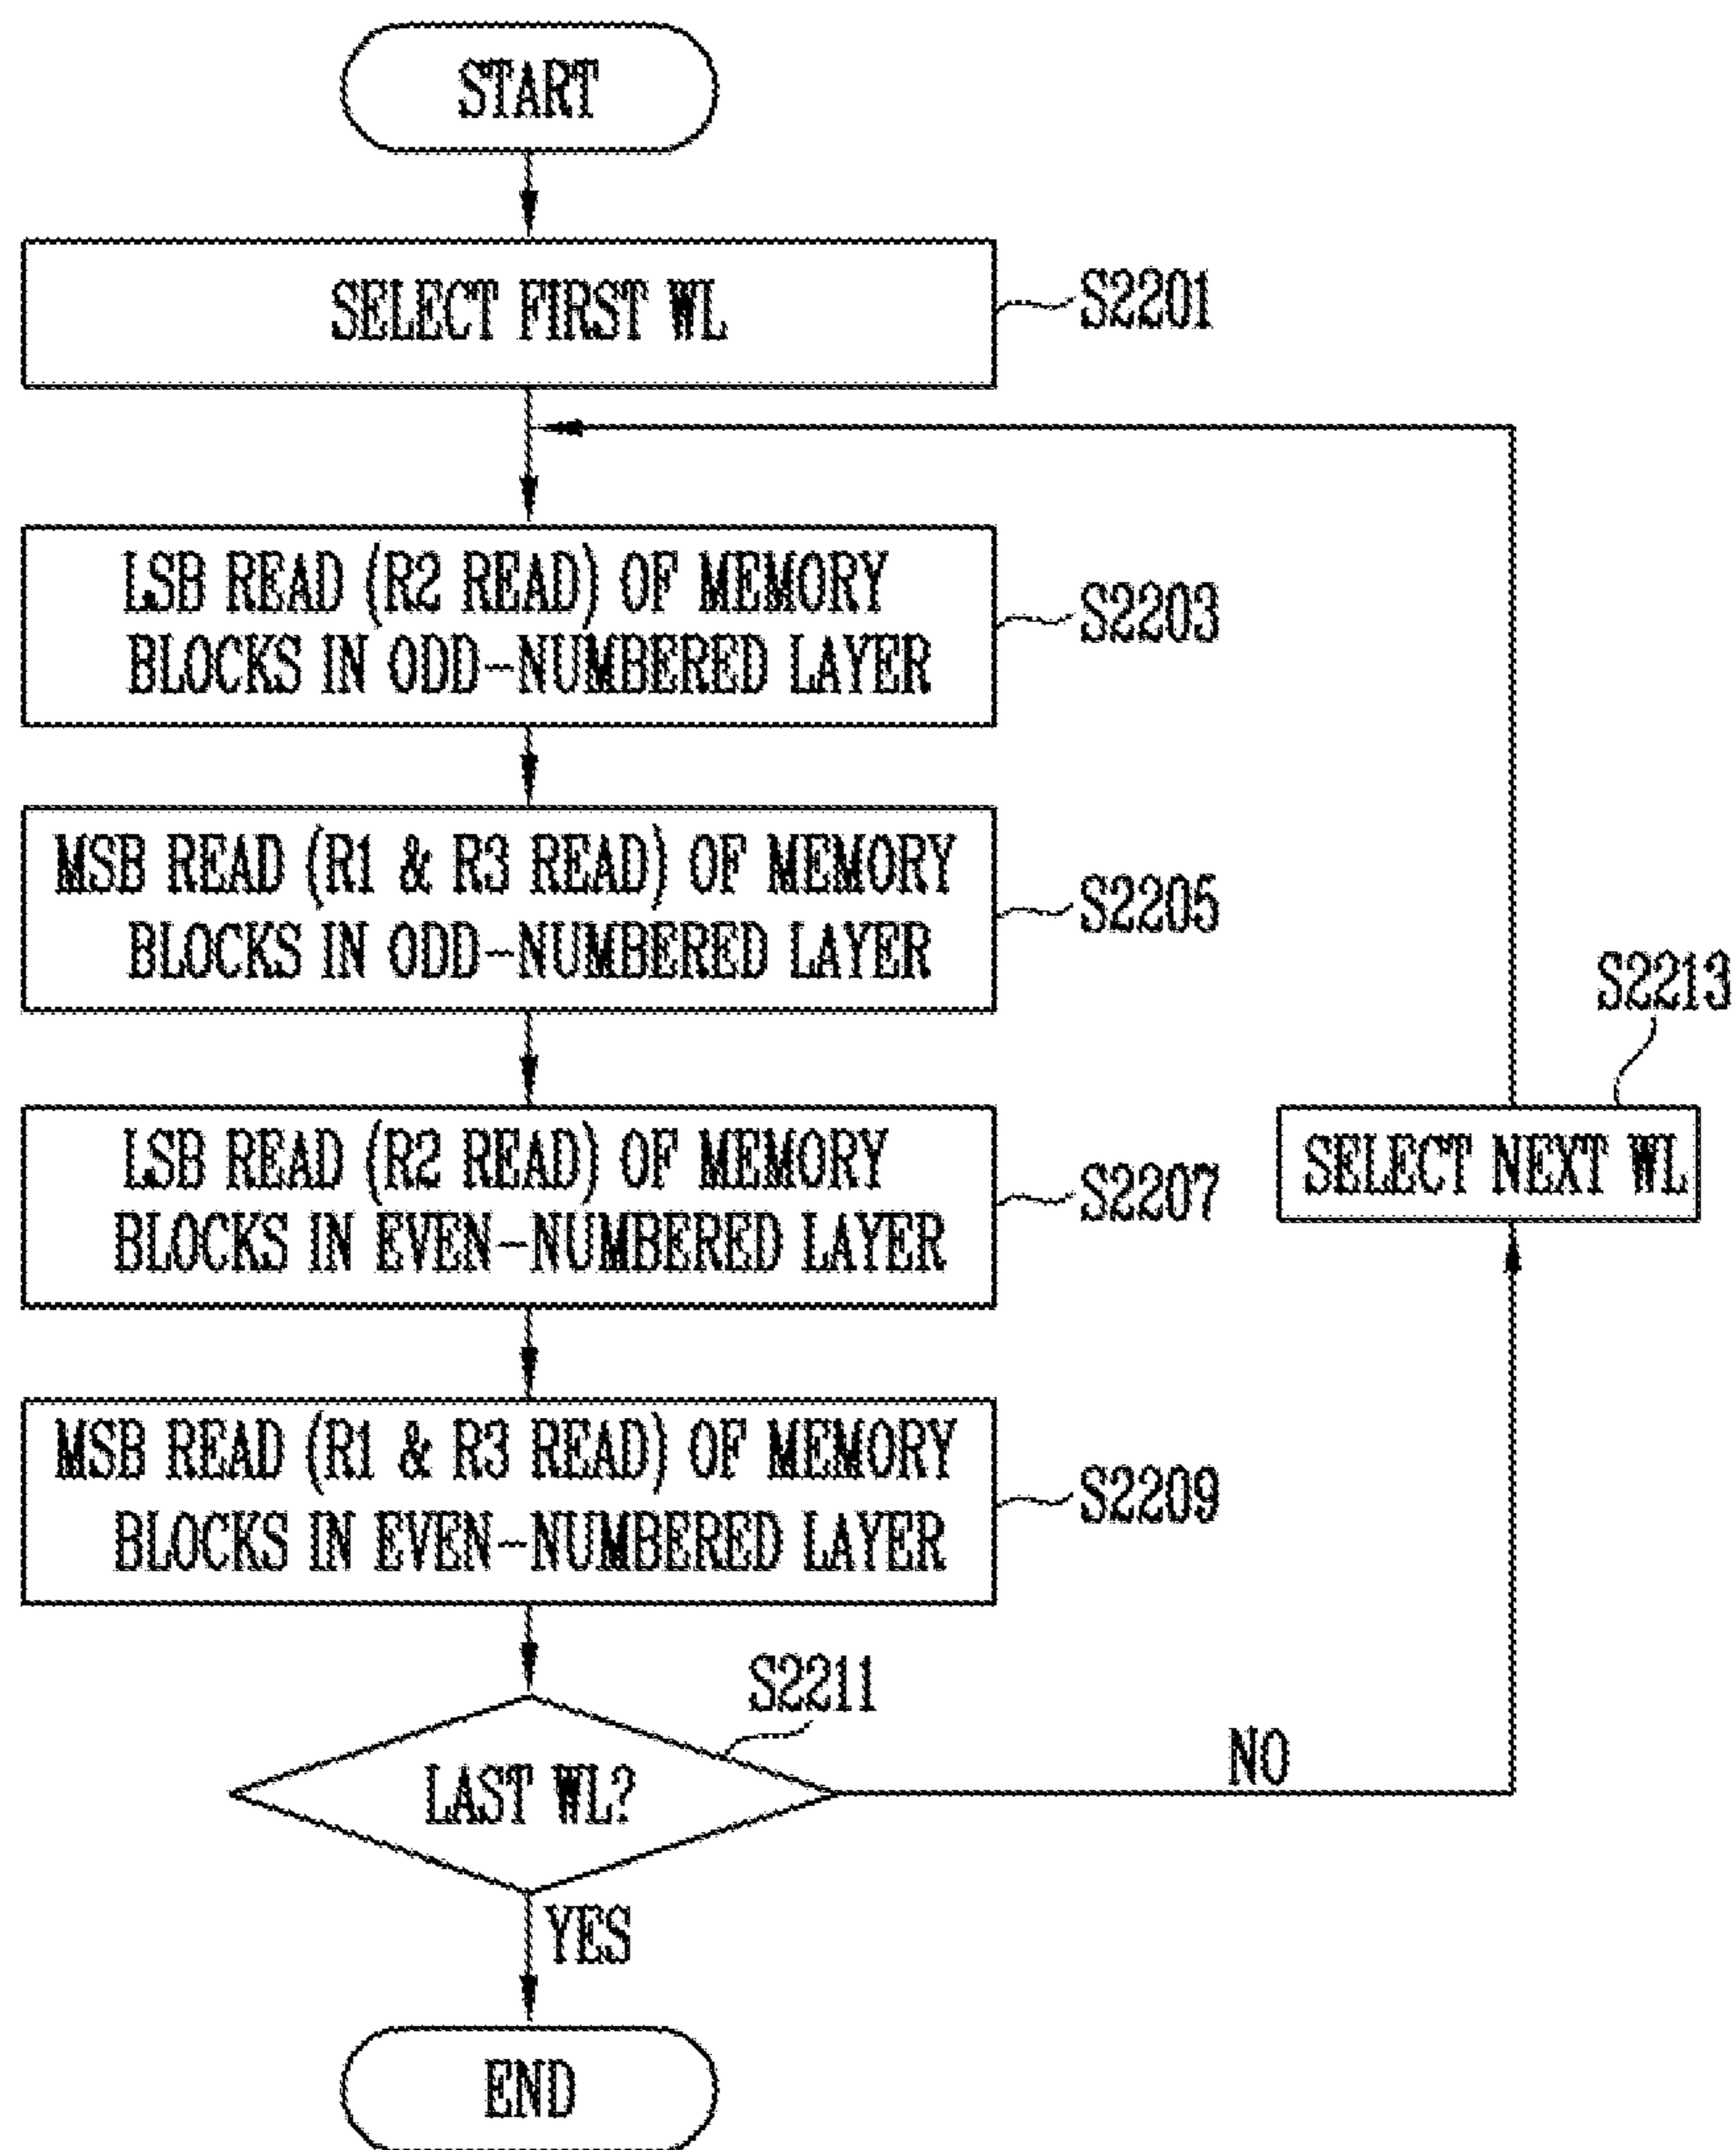 START
SELECT FIRST WL
S2201
LSB READ (R2 READ) OF MEMORY
BLOCKS IN ODD-NUMBERED LAYER
S2203
MSB READ (R1 & R3 READ) OF MEMORY
BLOCKS IN ODD-NUMBERED LAYER
S2205
S2213
SELECT NEXT WL
LSB READ (R2 READ) OF MEMORY
BLOCKS IN EVEN-NUMBERED LAYER
S2207
MSB READ (R1 & R3 READ) OF MEMORY
BLOCKS IN EVEN-NUMBERED LAYER
S2209
S2211
LAST WL?
NO
YES
END